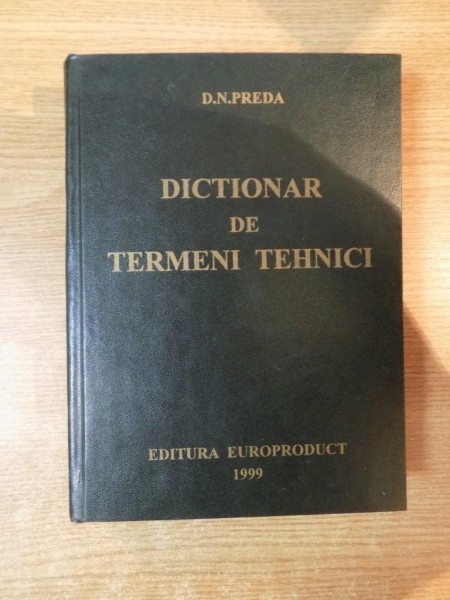 D.N.PREDA
DICTIONAR
DE
TERMENI TEHNICI
EDITURA EUROPRODUCT
1999